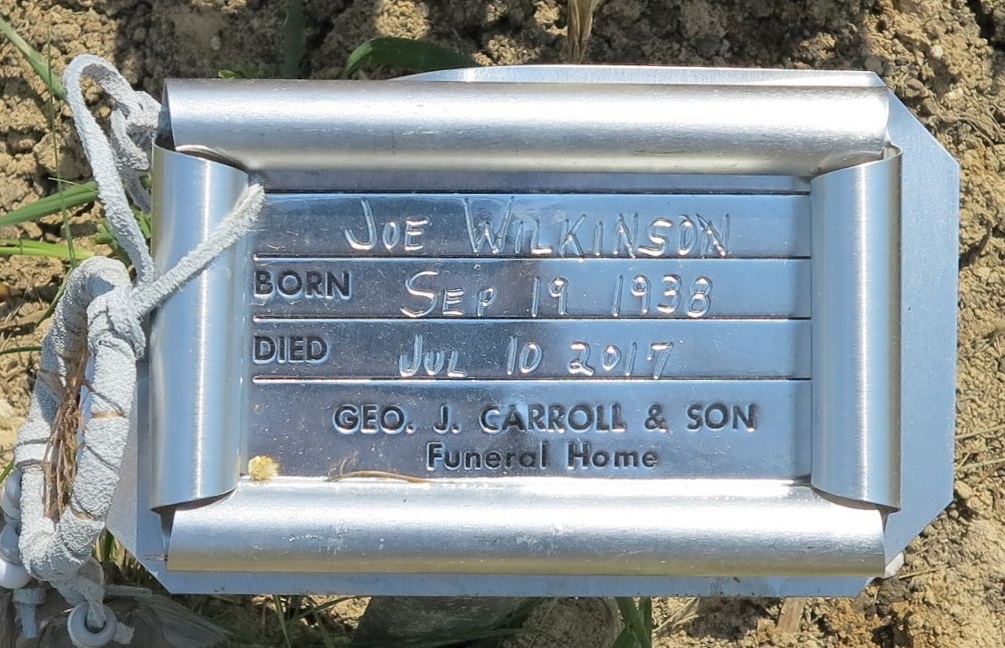 JOE WILKINSON
BORN SEP 19 1938
DIED JUL 10 2017
GEO. J. CARROLL & SON
Funeral Home